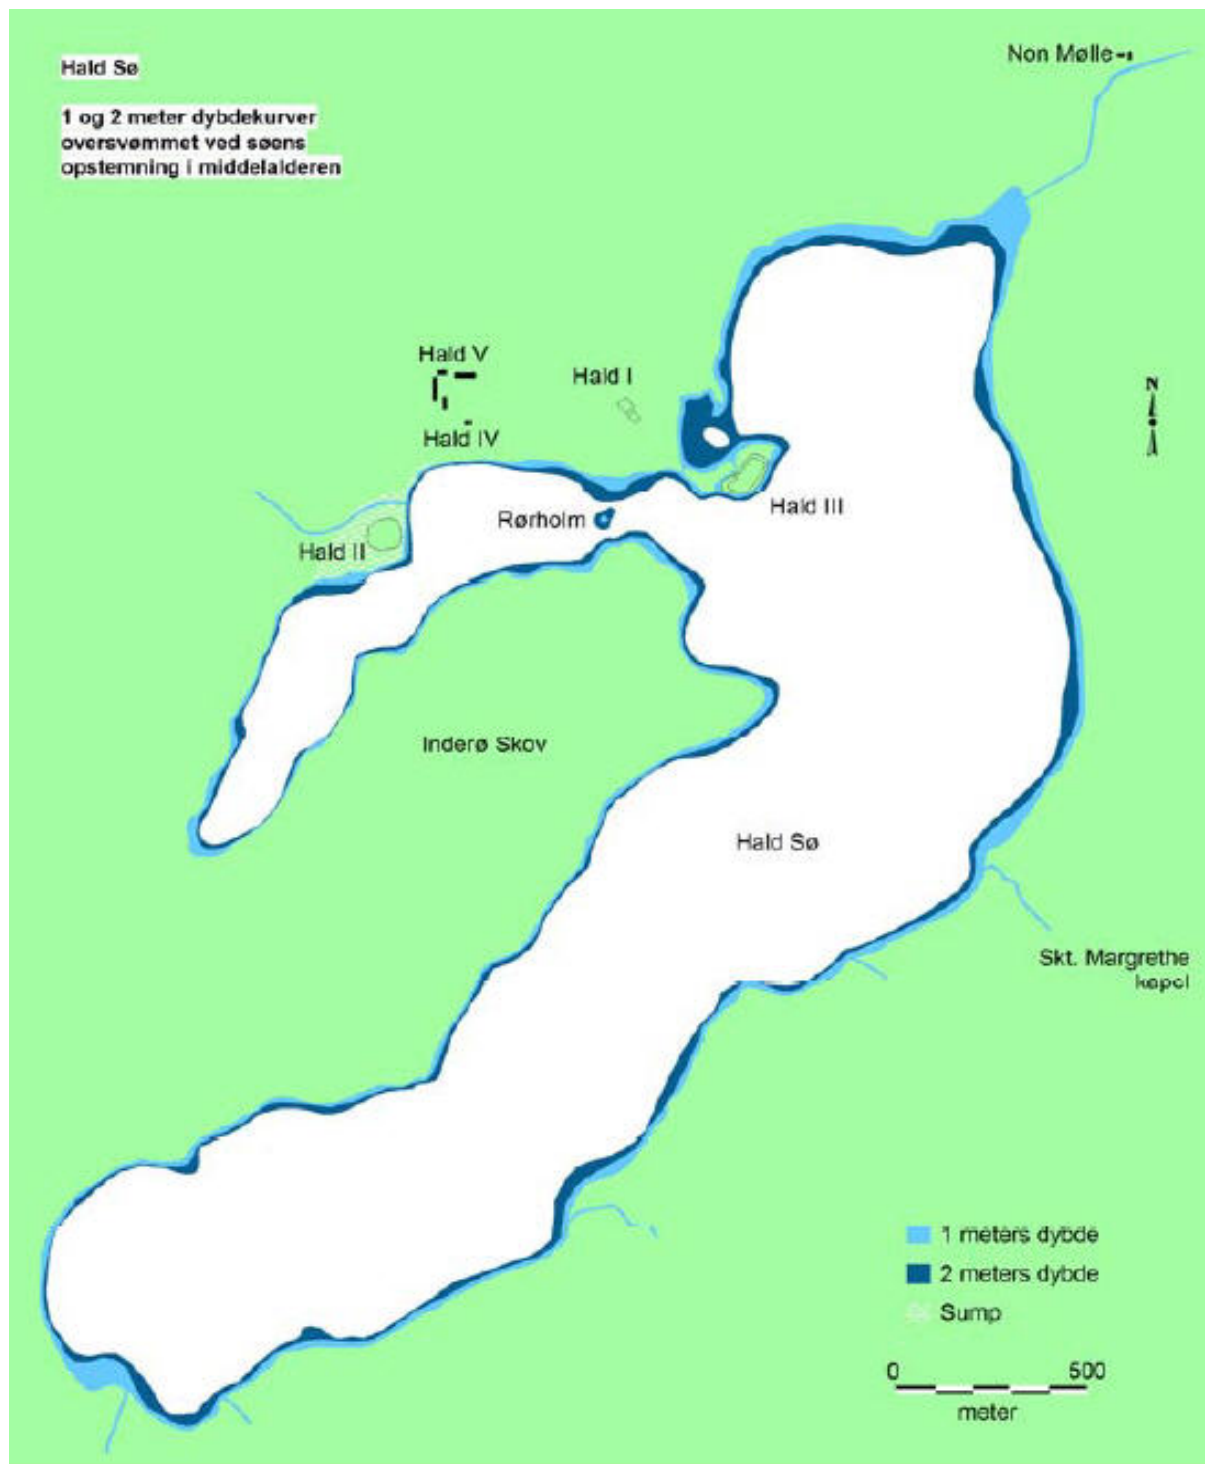 Hald Sø
1 og 2 meter dybdekurver
oversvømmet ved søens
opstemning i middelalderen
Non Mølle
Hald V
Hald I
N
Hald IV
Hald III
Rørholm
Hald II
Inderø Skov
Hald Sø
Skt. Margrethe
kapel
1 meters dybde
2 meters dybde
Sump
0 500
meter